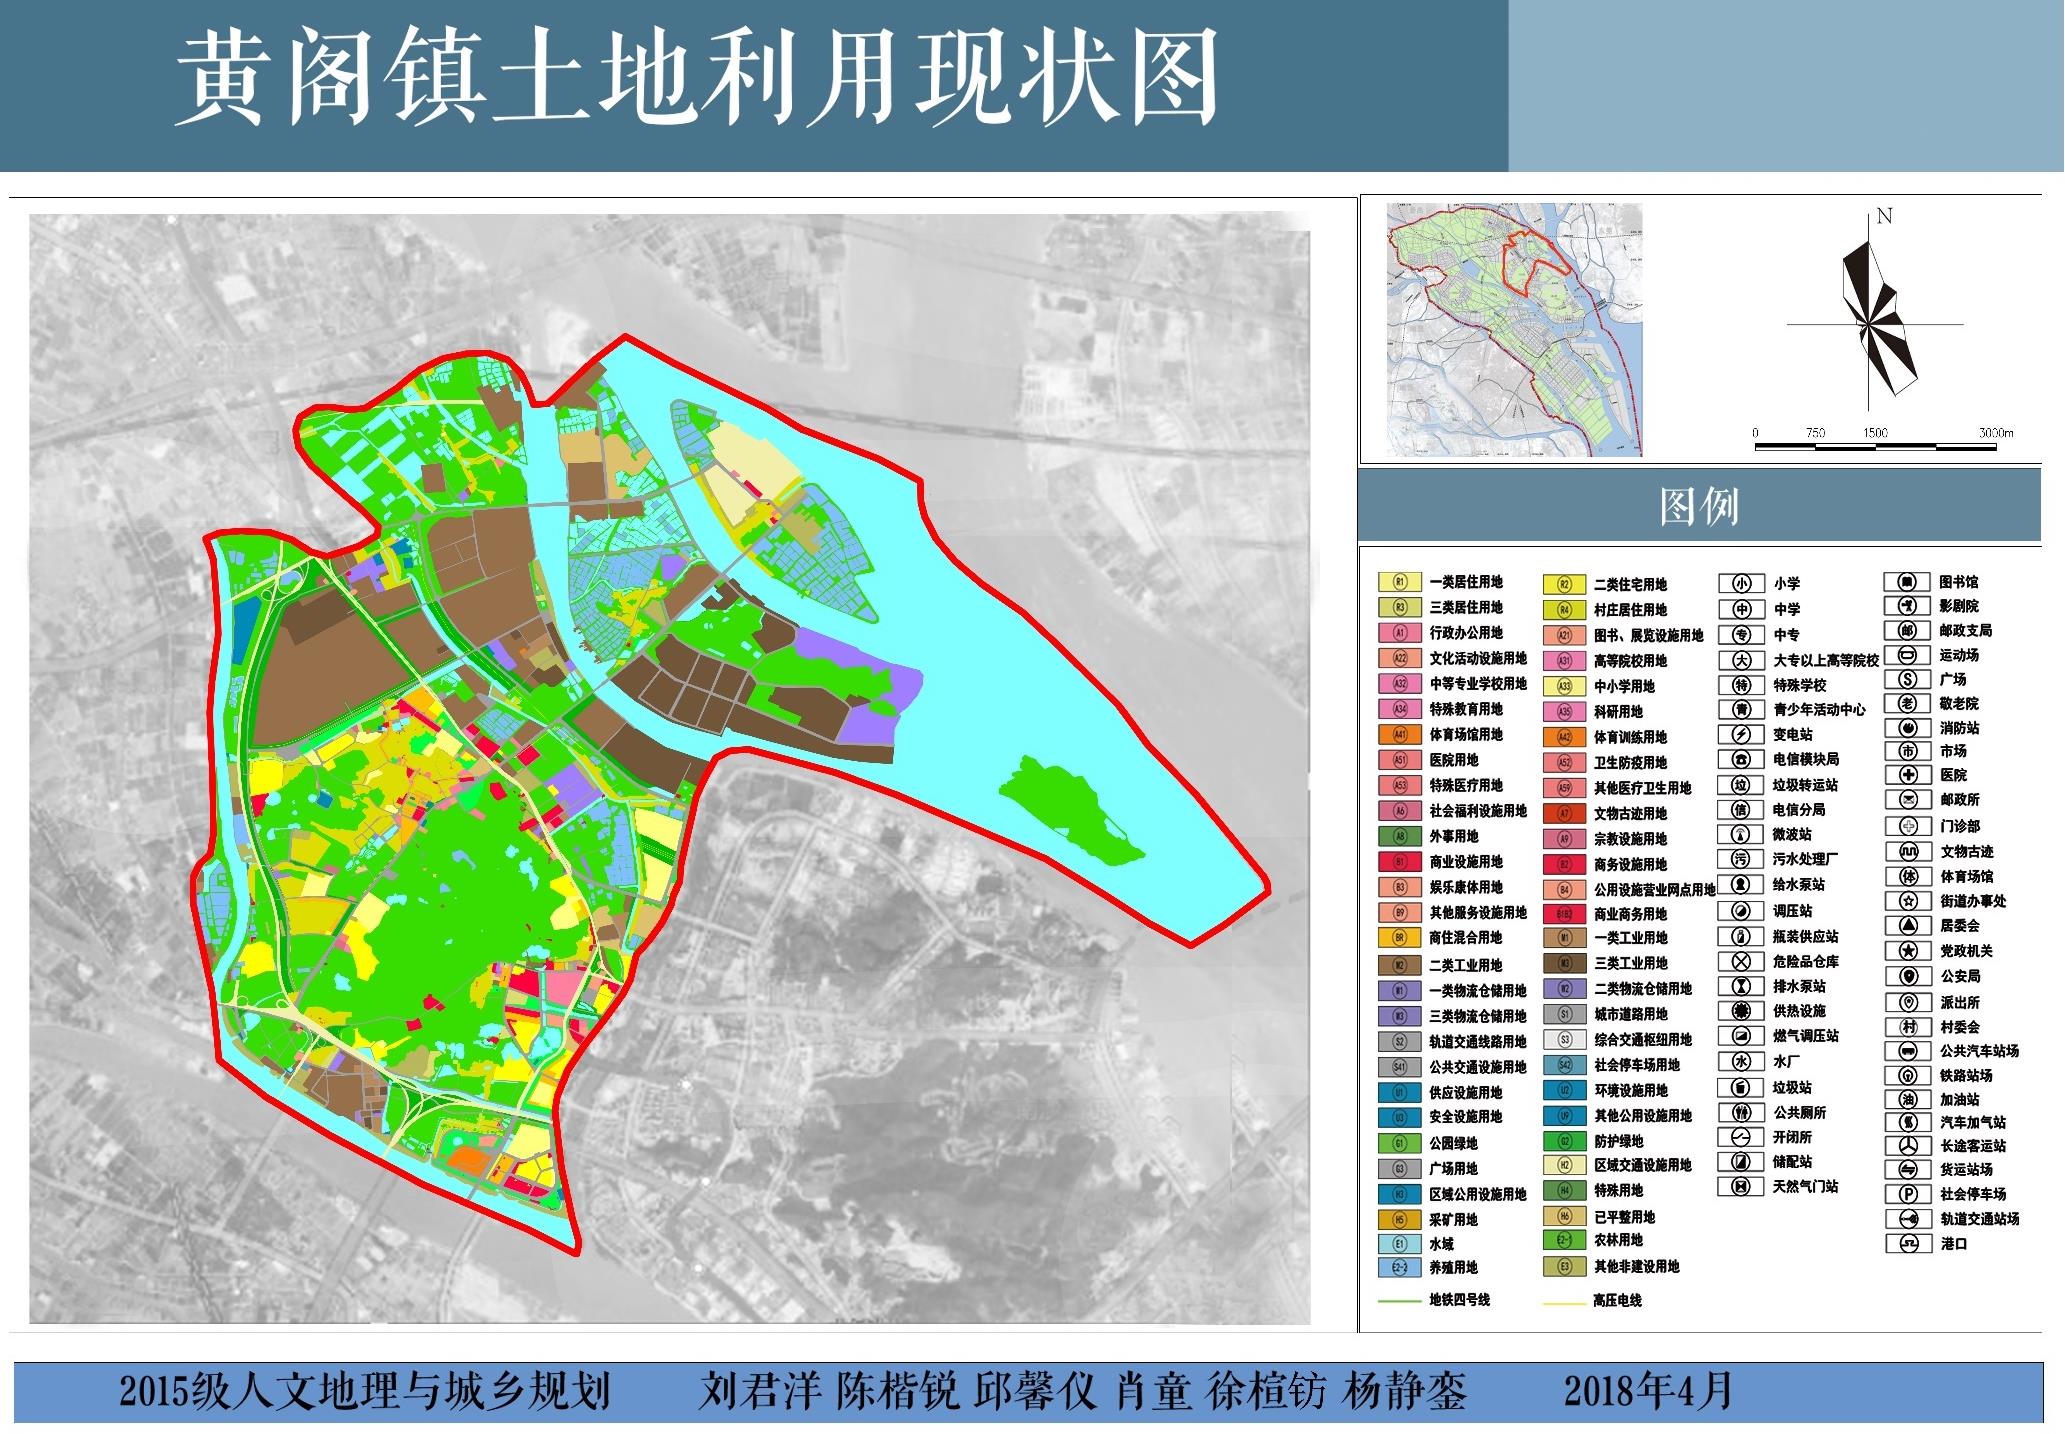 黄阁镇土地利用现状图
N
0 750 1500 3000m
图例
R1 一类居住用地
R3 三类居住用地
A1 行政办公用地
A22 文化活动设施用地
A32 中等专业学校用地
A34 特殊教育用地
A41 体育场馆用地
A51 医院用地
A53 特殊医疗用地
A6 社会福利设施用地
A8 外事用地
B1 商业设施用地
B3 娱乐康体用地
B9 其他服务设施用地
BR 商住混合用地
M2 二类工业用地
W1 一类物流仓储用地
W3 三类物流仓储用地
S2 轨道交通线路用地
S41 公共交通设施用地
U1 供应设施用地
U3 安全设施用地
G1 公园绿地
G3 广场用地
H3 区域公用设施用地
H5 采矿用地
E1 水域
E2-2 养殖用地
地铁四号线
R2 二类住宅用地
R4 村庄居住用地
A21 图书、展览设施用地
A31 高等院校用地
A33 中小学用地
A35 科研用地
A42 体育训练用地
A52 卫生防疫用地
A59 其他医疗卫生用地
A7 文物古迹用地
A9 宗教设施用地
B2 商务设施用地
B4 公用设施营业网点用地
B1B2 商业商务用地
M1 一类工业用地
M3 三类工业用地
W2 二类物流仓储用地
S1 城市道路用地
S3 综合交通枢纽用地
S42 社会停车场用地
U2 环境设施用地
U9 其他公用设施用地
G2 防护绿地
H2 区域交通设施用地
H4 特殊用地
H6 已平整用地
E2-1 农林用地
E3 其他非建设用地
高压电线
小 小学
中 中学
专 中专
大 大专以上高等院校
特 特殊学校
青 青少年活动中心
变电站
电信模块局
垃 垃圾转运站
信 电信分局
微波站
污 污水处理厂
给水泵站
调压站
瓶装供应站
危险品仓库
排水泵站
供热设施
燃气调压站
水 水厂
垃圾站
公共厕所
开闭所
储配站
天然气门站
图书馆
影剧院
邮 邮政支局
运动场
S 广场
老 敬老院
消防站
市 市场
医院
邮政所
门诊部
文物古迹
体 体育场馆
街道办事处
居委会
党政机关
公安局
派出所
村 村委会
公共汽车站场
铁路站场
油 加油站
汽车加气站
长途客运站
货运站场
P 社会停车场
轨道交通站场
港口
2015级人文地理与城乡规划 刘君洋 陈楷锐 邱馨仪 肖童 徐楦钫 杨静銮 2018年4月